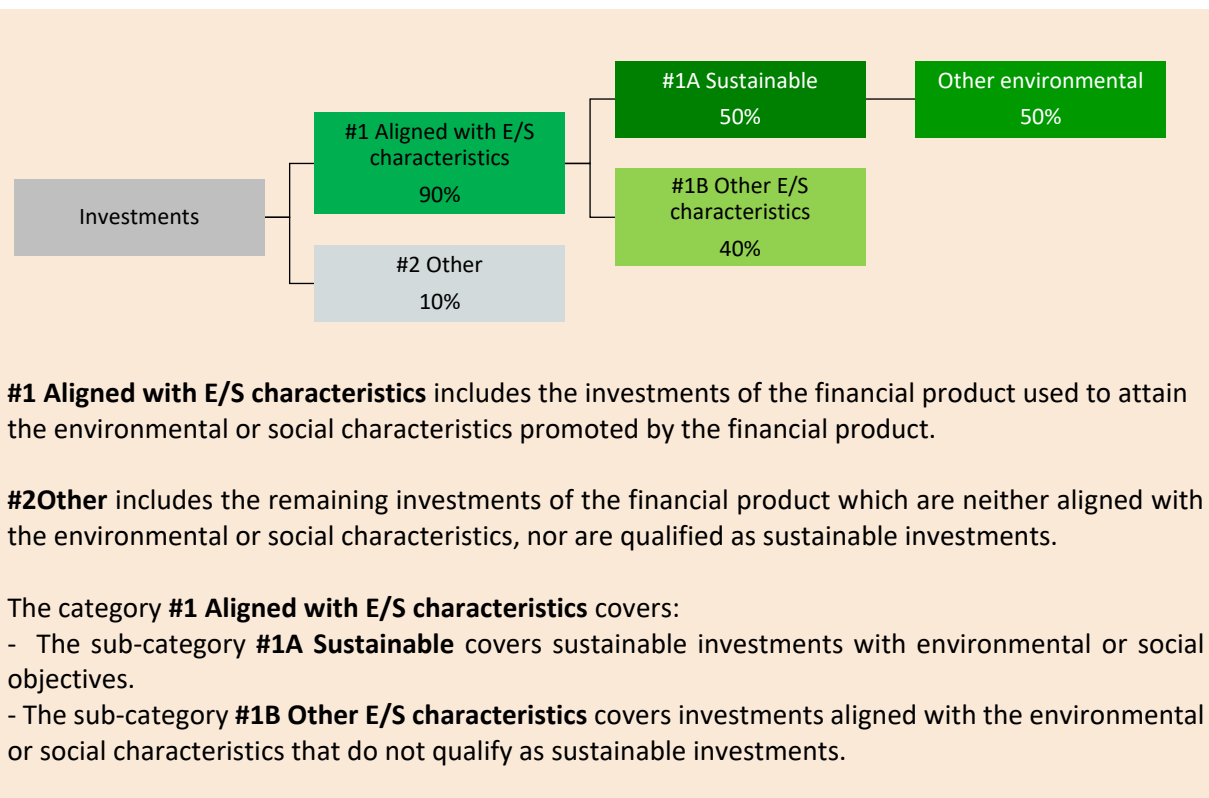 #1A Sustainable
50%
Other environmental
50%
#1 Aligned with E/S
characteristics
90%
#1B Other E/S
characteristics
40%
Investments
#2 Other
10%
#1 Aligned with E/S characteristics includes the investments of the financial product used to attain
the environmental or social characteristics promoted by the financial product.
#2Other includes the remaining investments of the financial product which are neither aligned with
the environmental or social characteristics, nor are qualified as sustainable investments.
The category #1 Aligned with E/S characteristics covers:
- The sub-category #1A Sustainable covers sustainable investments with environmental or social
objectives.
- The sub-category #1B Other E/S characteristics covers investments aligned with the environmental
or social characteristics that do not qualify as sustainable investments.